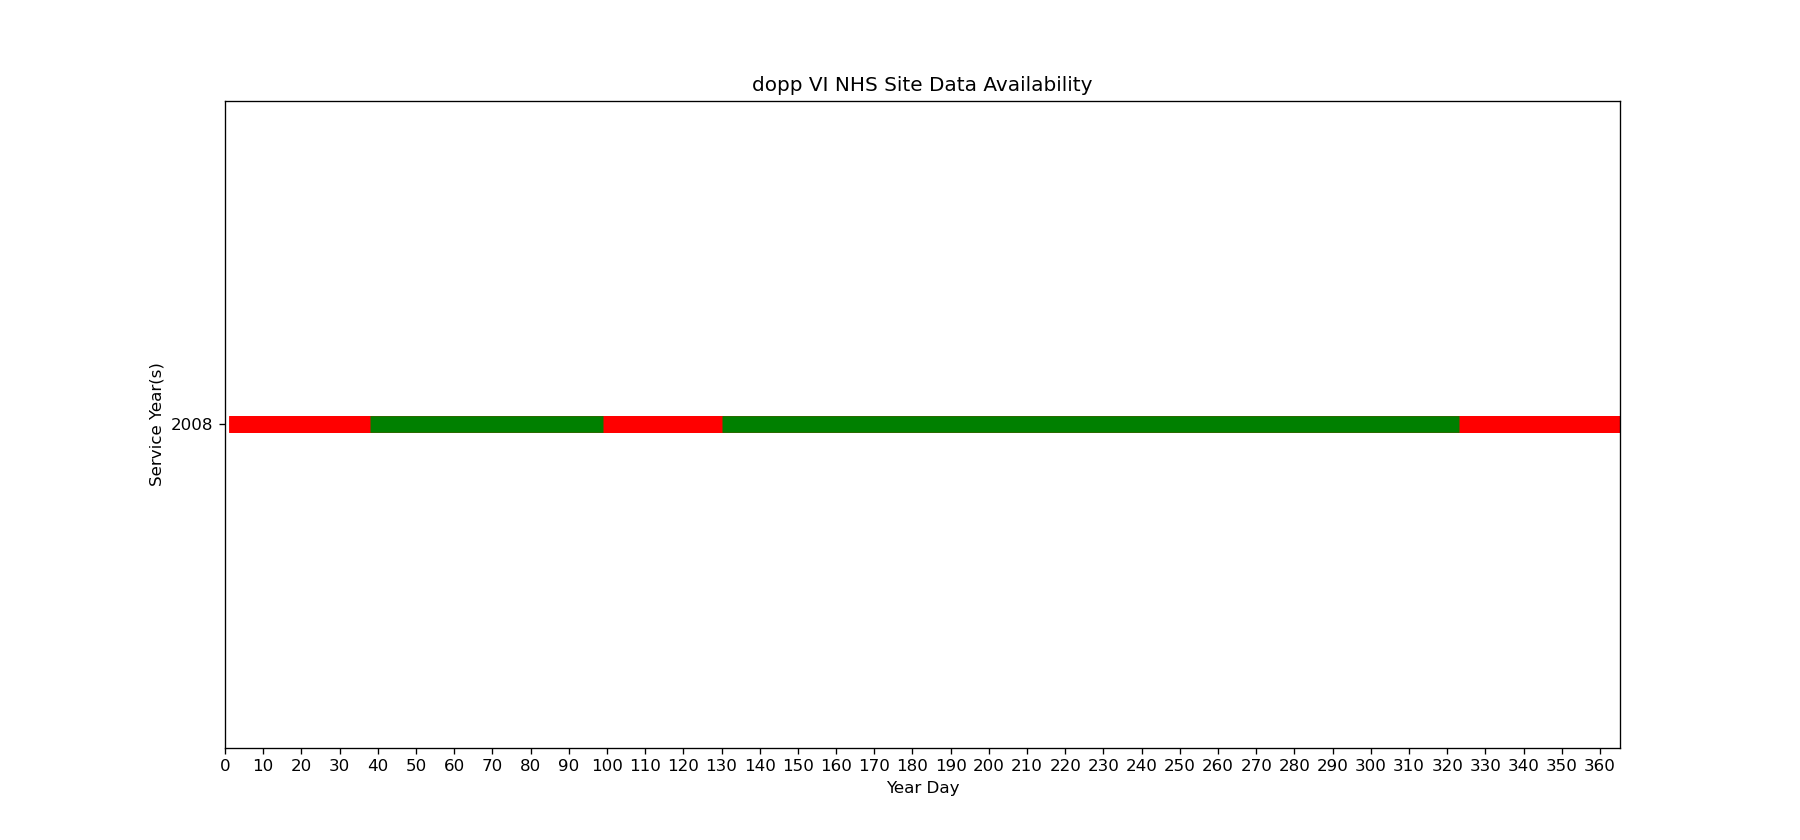 dopp VI NHS Site Data Availability
Service Year(s)
2008
0 10 20 30 40 50 60 70 80 90 100 110 120 130 140 150 160 170 180 190 200 210 220 230 240 250 260 270 280 290 300 310 320 330 340 350 360
Year Day